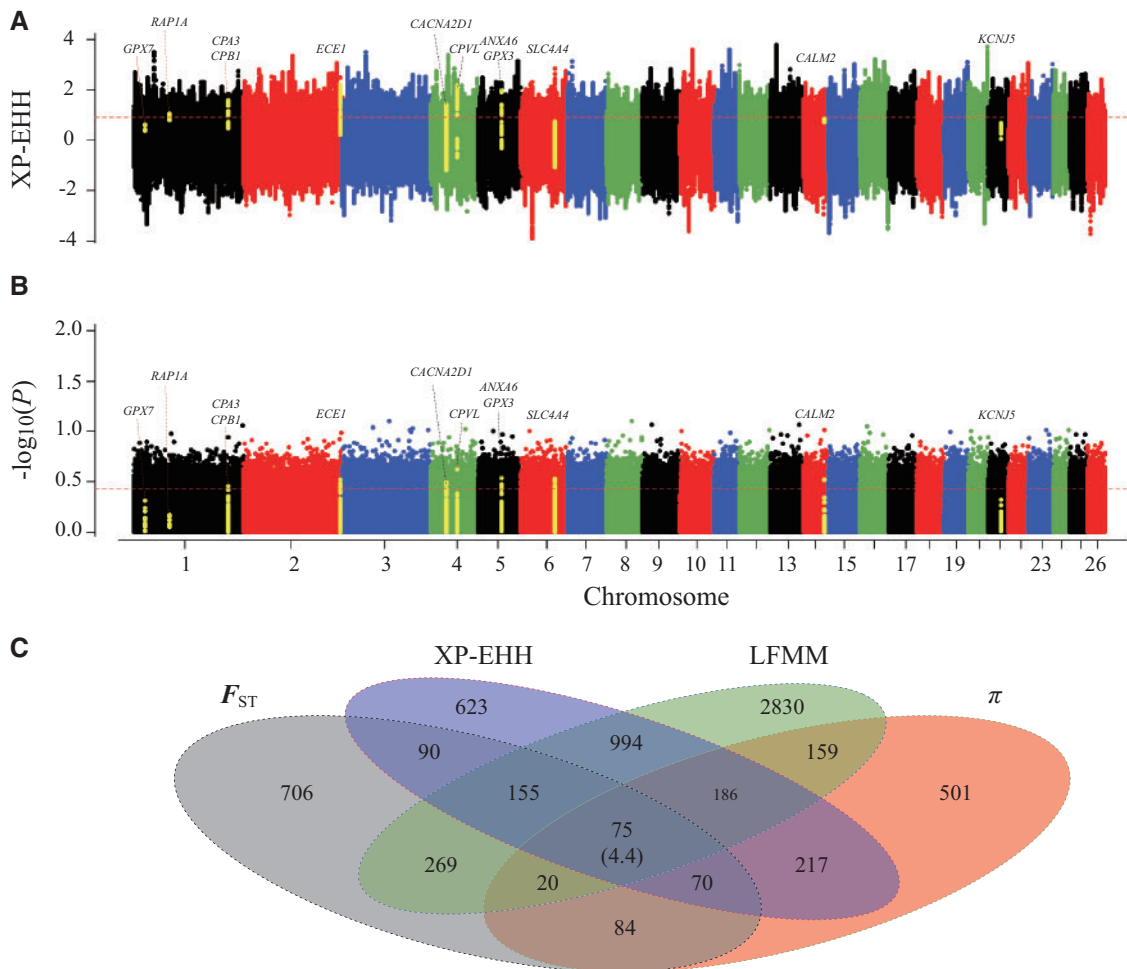 A
RAP1A
GPX7
CPA3
CPB1
ECE1
CACNA2D1
CPVL
ANXA6
GPX3
SLC4A4
CALM2
KCNJ5
XP-EHH
4
2
0
-2
-4
B
RAP1A
GPX7
CPA3
CPB1
ECE1
CACNA2D1
CPVL
ANXA6
GPX3
SLC4A4
CALM2
KCNJ5
-log10(P)
2.0
1.5
1.0
0.5
0.0
1 2 3 4 5 6 7 8 9 10 11 13 15 17 19 23 26
Chromosome
C
XP-EHH LFMM
FST π
623 2830
90 994 159
706 155 186 501
75
(4.4)
269 20 70 217
84